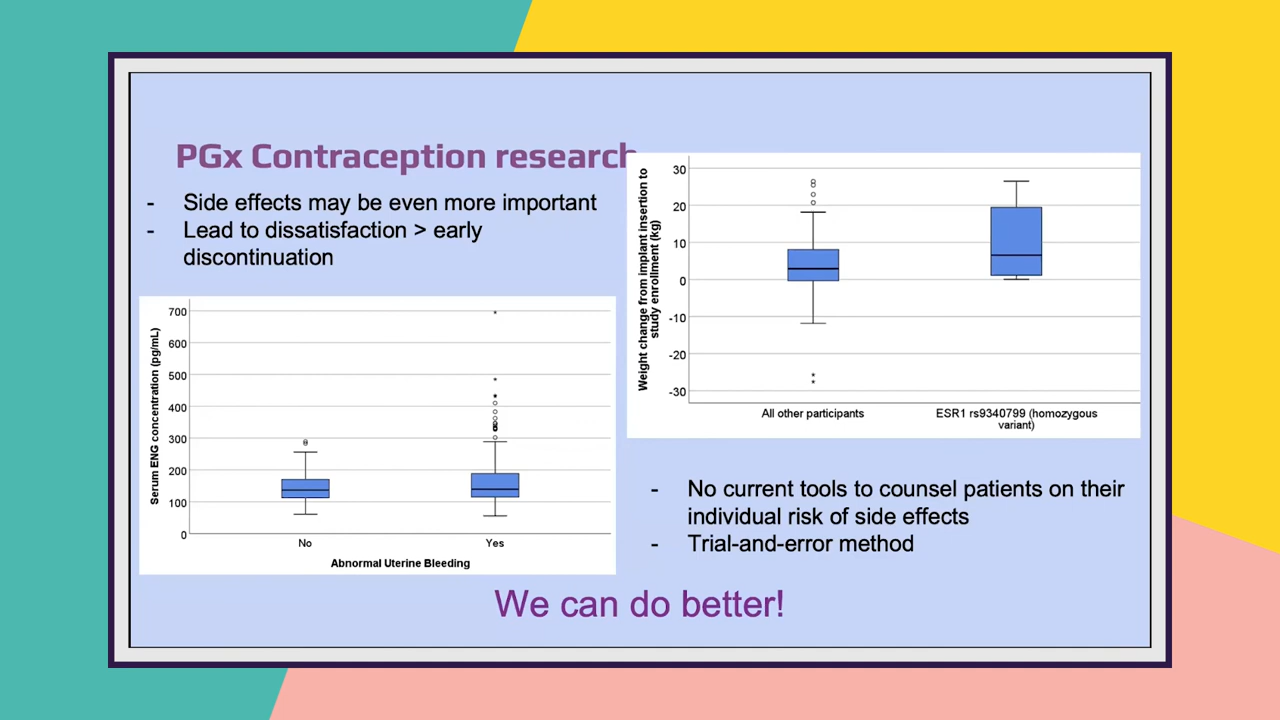 PGx Contraception research
- Side effects may be even more important
- Lead to dissatisfaction > early
discontinuation
Serum ENG concentration (pg/mL)
700
600
500
400
300
200
100
0
No
Yes
Abnormal Uterine Bleeding
Weight change from implant insertion to
study enrollment (kg)
30
20
10
0
-10
-20
-30
All other participants
ESR1 rs9340799 (homozygous
variant)
- No current tools to counsel patients on their
individual risk of side effects
- Trial-and-error method
We can do better!